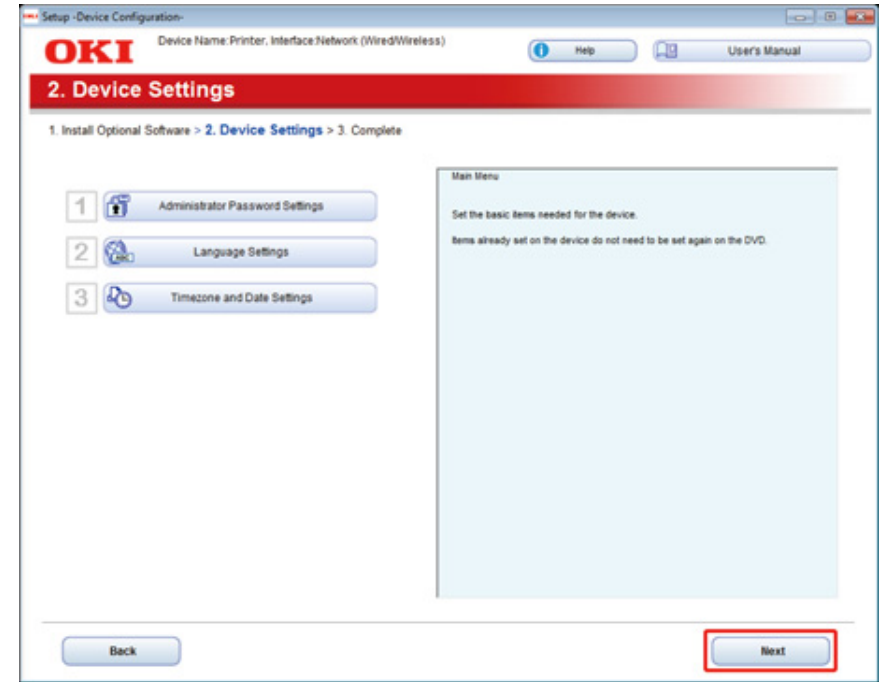 Setup -Device Configuration-
OKI
Device Name:Printer, Interface:Network (Wired/Wireless)
Help
User's Manual
2. Device Settings
1. Install Optional Software > 2. Device Settings > 3. Complete
1 Administrator Password Settings
2 Language Settings
3 Timezone and Date Settings
Main Menu
Set the basic items needed for the device.
Items already set on the device do not need to be set again on the DVD.
Back
Next